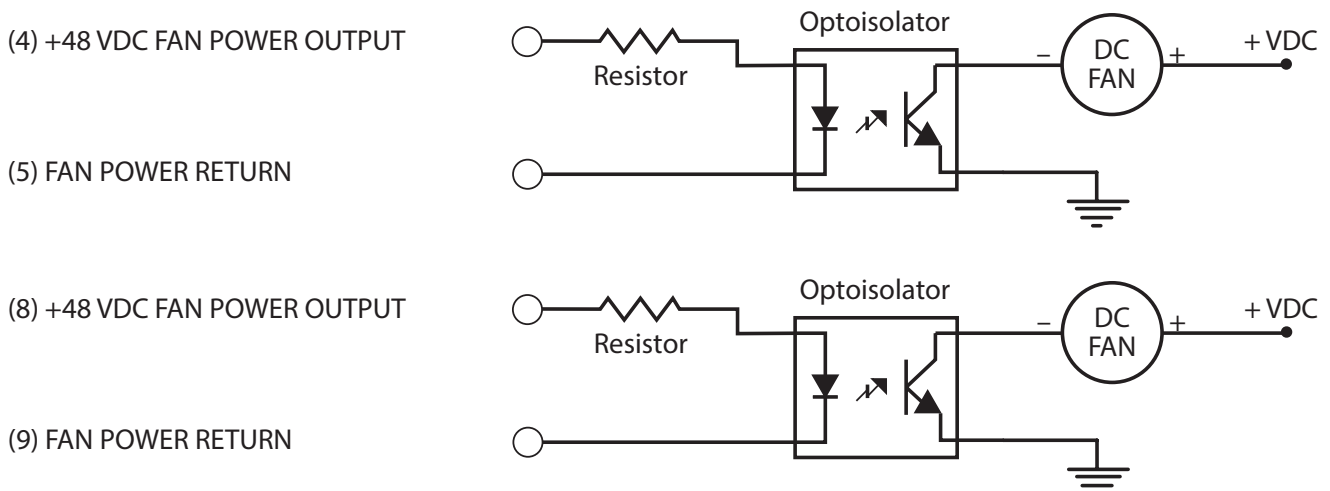 (4) +48 VDC FAN POWER OUTPUT
Resistor
Optoisolator
–
DC
FAN
+
+ VDC
(5) FAN POWER RETURN
(8) +48 VDC FAN POWER OUTPUT
Resistor
Optoisolator
–
DC
FAN
+
+ VDC
(9) FAN POWER RETURN